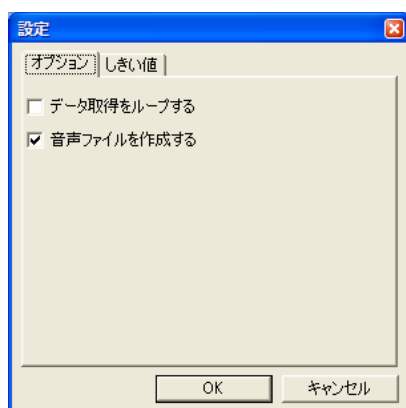 設定
オプション しきい値
データ取得をループする
音声ファイルを作成する
OK キャンセル